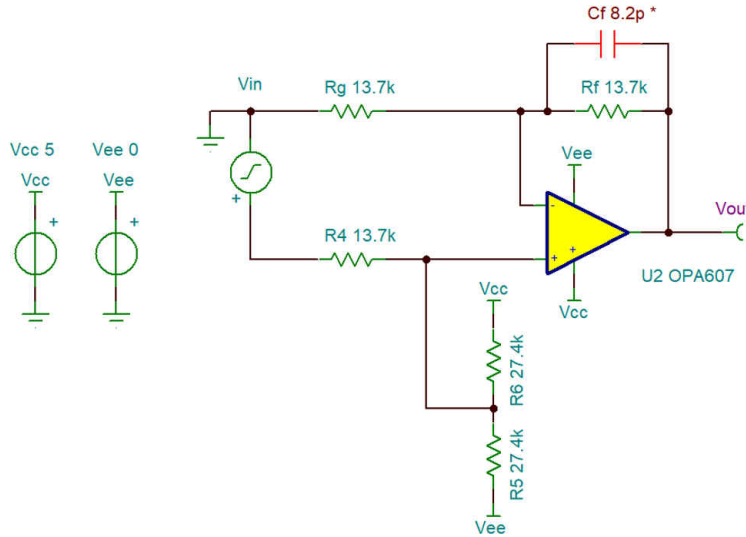 Cf 8.2p *
Vin
Rg 13.7k
Rf 13.7k
Vcc 5
Vee 0
Vee
Vcc
Vee
+
+
+
-
R4 13.7k
+
+
Vou
U2 OPA607
Vcc
Vcc
R6 27.4k
R5 27.4k
Vee